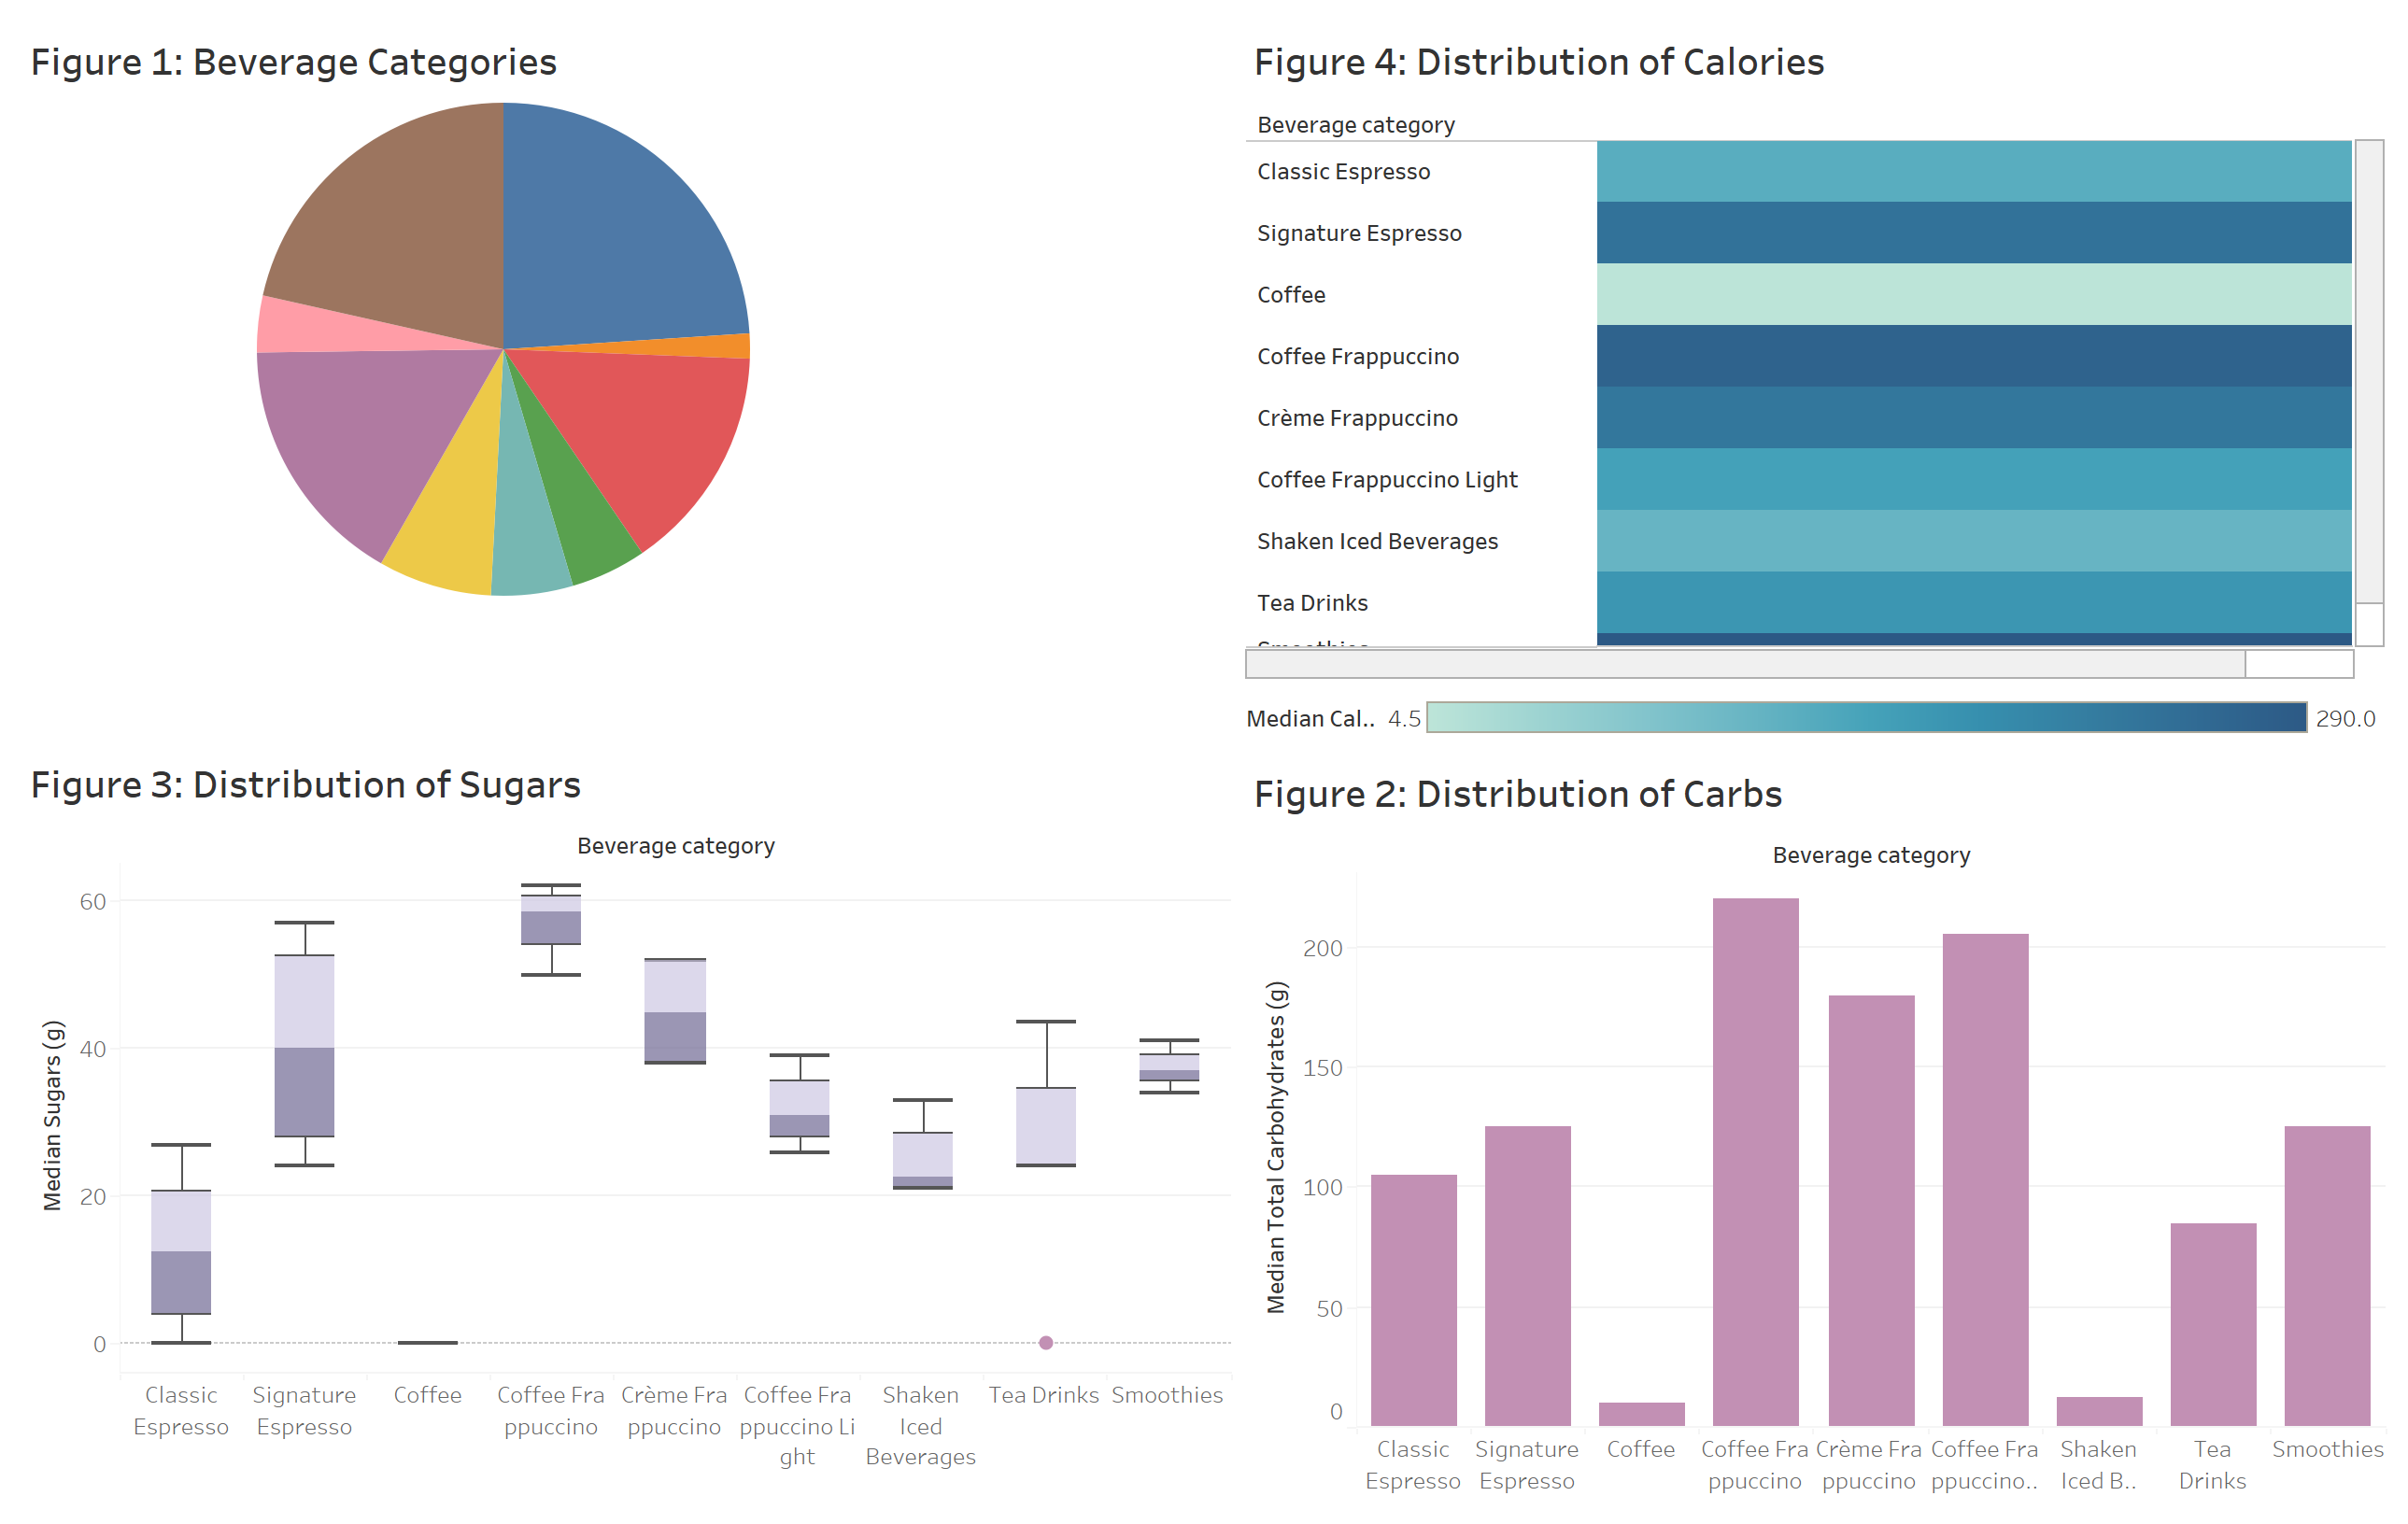 Figure 1: Beverage Categories
Figure 4: Distribution of Calories
Beverage category
Classic Espresso
Signature Espresso
Coffee
Coffee Frappuccino
Crème Frappuccino
Coffee Frappuccino Light
Shaken Iced Beverages
Tea Drinks
Median Cal.. 4.5 290.0
Figure 3: Distribution of Sugars
Beverage category
Median Sugars (g)
60
40
20
0
Classic Espresso
Signature Espresso
Coffee
Coffee Fra
ppuccino
Crème Fra
ppuccino
Coffee Fra
ppuccino Li
ght
Shaken
Iced
Beverages
Tea Drinks
Smoothies
Figure 2: Distribution of Carbs
Beverage category
Median Total Carbohydrates (g)
200
150
100
50
0
Classic
Espresso
Signature
Espresso
Coffee
Coffee Fra
ppuccino
Crème Fra
ppuccino
Coffee Fra
ppuccino..
Shaken
Iced B..
Tea
Drinks
Smoothies